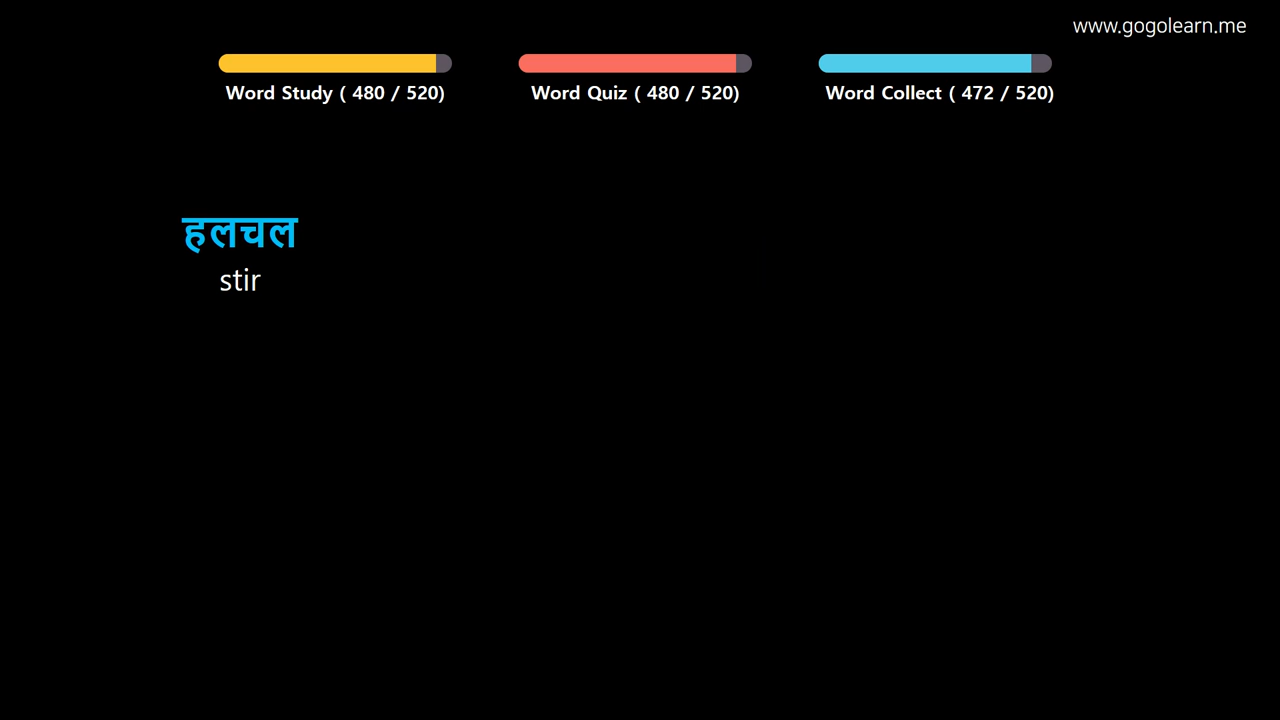 www.gogolearn.me
Word Study ( 480 / 520)
Word Quiz ( 480 / 520)
Word Collect ( 472 / 520)
हलचल
stir